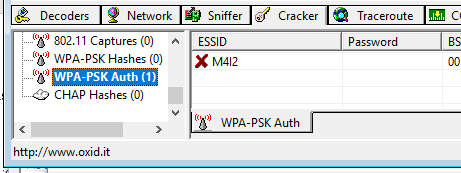 Decoders Network Sniffer Cracker Traceroute
802.11 Captures (0)
WPA-PSK Hashes (0)
WPA-PSK Auth (1)
CHAP Hashes (0)
ESSID Password BS
M4I2 00
WPA-PSK Auth
http://www.oxid.it